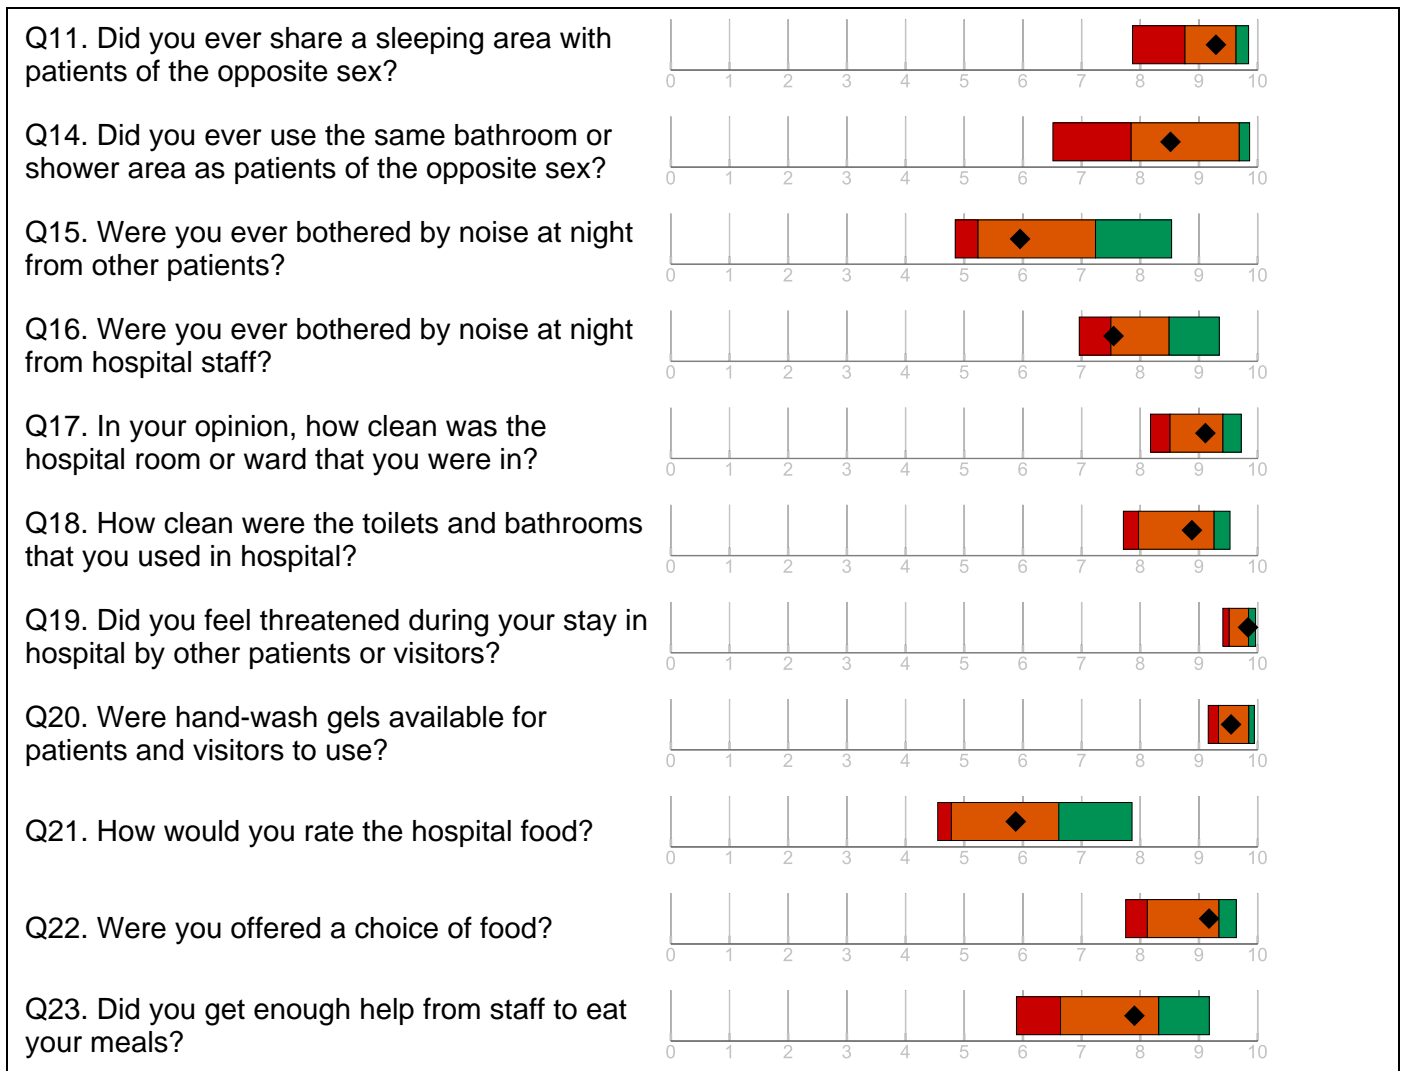 Q11. Did you ever share a sleeping area with
patients of the opposite sex?
0 1 2 3 4 5 6 7 8 9 10
Q14. Did you ever use the same bathroom or
shower area as patients of the opposite sex?
0 1 2 3 4 5 6 7 8 9 10
Q15. Were you ever bothered by noise at night
from other patients?
0 1 2 3 4 5 6 7 8 9 10
Q16. Were you ever bothered by noise at night
from hospital staff?
0 1 2 3 4 5 6 7 8 9 10
Q17. In your opinion, how clean was the
hospital room or ward that you were in?
0 1 2 3 4 5 6 7 8 9 10
Q18. How clean were the toilets and bathrooms
that you used in hospital?
0 1 2 3 4 5 6 7 8 9 10
Q19. Did you feel threatened during your stay in
hospital by other patients or visitors?
0 1 2 3 4 5 6 7 8 9 10
Q20. Were hand-wash gels available for
patients and visitors to use?
0 1 2 3 4 5 6 7 8 9 10
Q21. How would you rate the hospital food?
0 1 2 3 4 5 6 7 8 9 10
Q22. Were you offered a choice of food?
0 1 2 3 4 5 6 7 8 9 10
Q23. Did you get enough help from staff to eat
your meals?
0 1 2 3 4 5 6 7 8 9 10